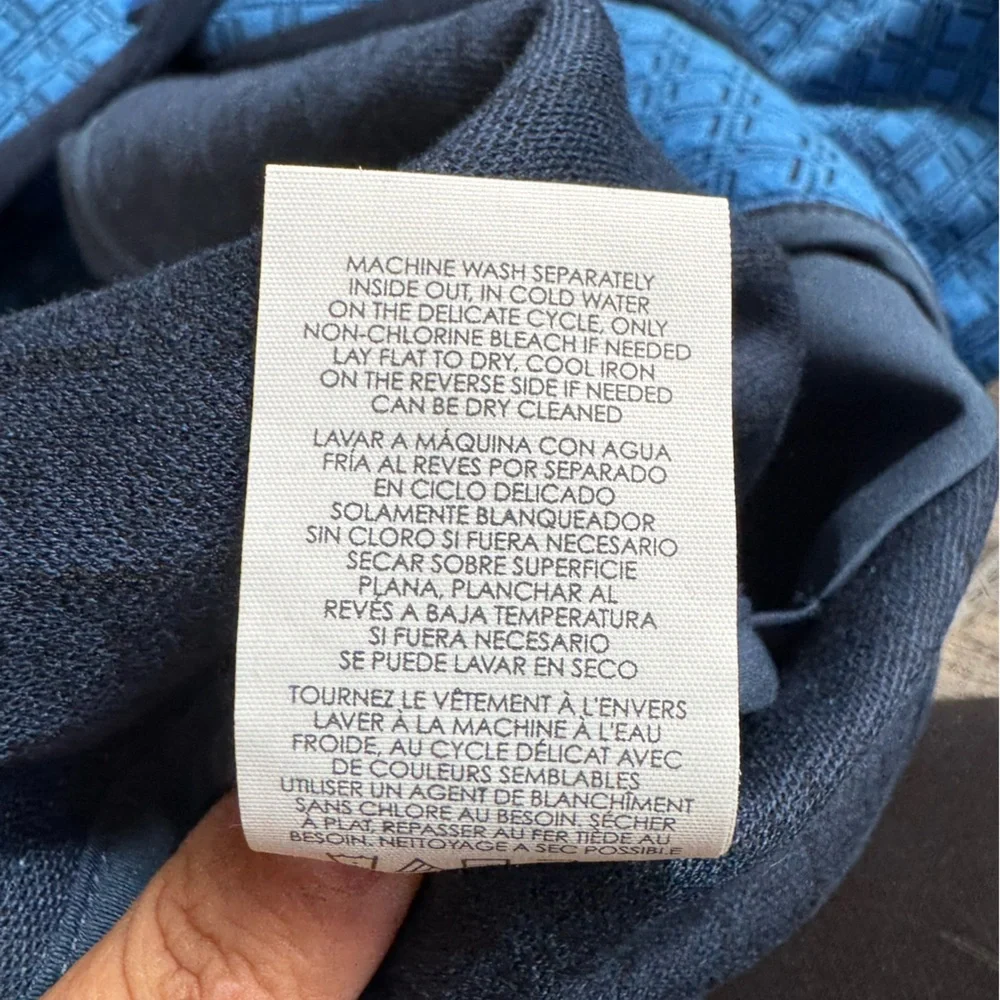 MACHINE WASH SEPARATELY
INSIDE OUT, IN COLD WATER
ON THE DELICATE CYCLE, ONLY
NON-CHLORINE BLEACH IF NEEDED
LAY FLAT TO DRY, COOL IRON
ON THE REVERSE SIDE IF NEEDED
CAN BE DRY CLEANED
LAVAR A MÁQUINA CON AGUA
FRÍA AL REVES POR SEPARADO
EN CICLO DELICADO
SOLAMENTE BLANQUEADOR
SIN CLORO SI FUERA NECESARIO
SECAR SOBRE SUPERFICIE
PLANA, PLANCHAR AL
REVÉS A BAJA TEMPERATURA
SI FUERA NECESARIO
SE PUEDE LAVAR EN SECO
TOURNEZ LE VÊTEMENT À L'ENVERS
LAVER À LA MACHINE À L'EAU
FROIDE, AU CYCLE DÉLICAT AVEC
DE COULEURS SEMBLABLES
UTILISER UN AGENT DE BLANCHÎMENT
SANS CHLORE AU BESOIN. SÉCHER
À PLAT, REPASSER AU FER TIÈDE AU
BESOIN. NETTOYAGE A SEC POSSIBLE